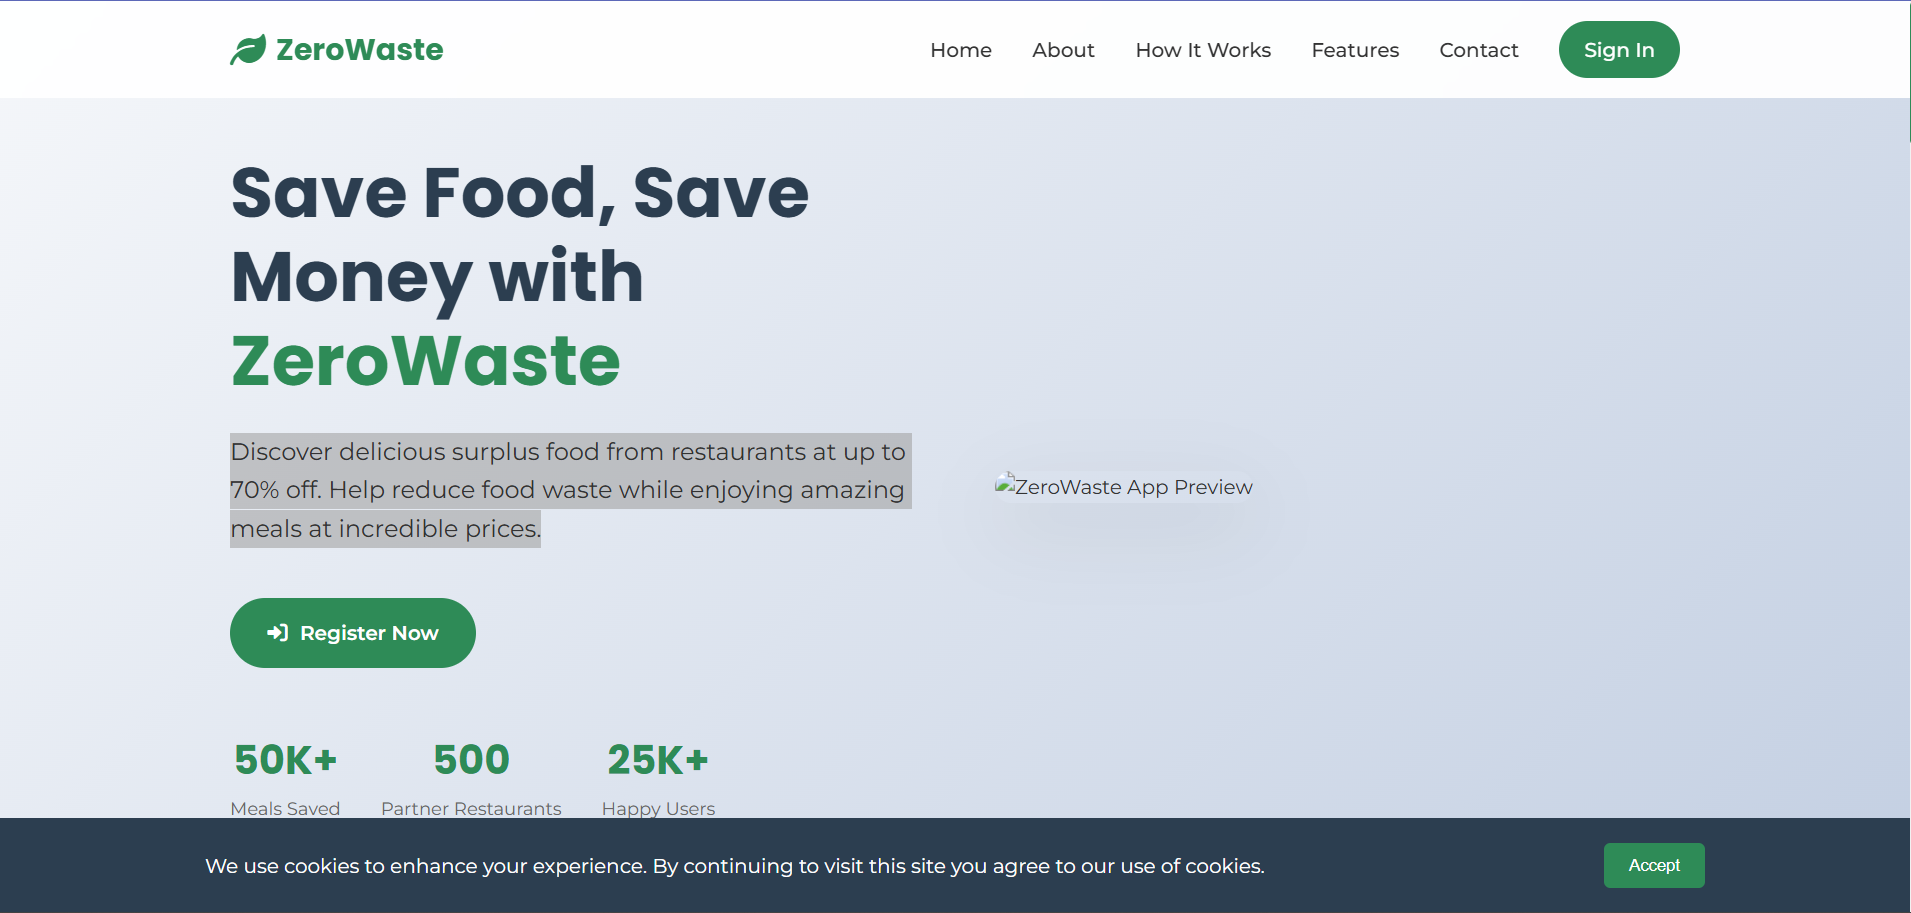 ZeroWaste
Home About How It Works Features Contact Sign In
Save Food, Save
Money with
ZeroWaste
Discover delicious surplus food from restaurants at up to
70% off. Help reduce food waste while enjoying amazing
meals at incredible prices.
ZeroWaste App Preview
Register Now
50K+ 500 25K+
Meals Saved Partner Restaurants Happy Users
We use cookies to enhance your experience. By continuing to visit this site you agree to our use of cookies.
Accept